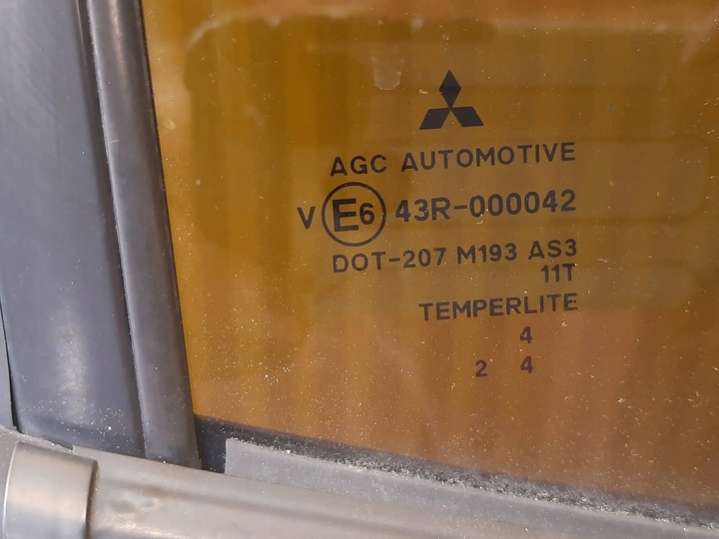 AGC AUTOMOTIVE
V E6 43R-000042
DOT-207 M193 AS3
11T
TEMPERLITE
4
2 4